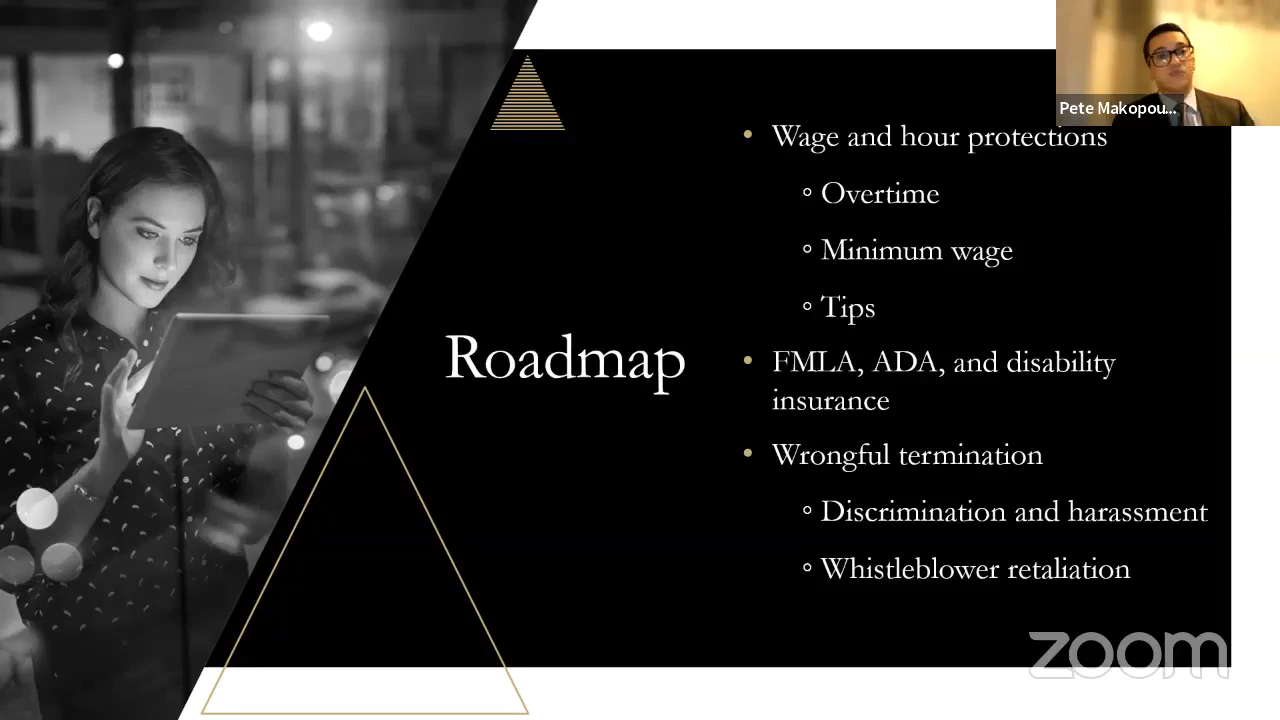 Pete Makopou...
Roadmap
• Wage and hour protections
◦ Overtime
◦ Minimum wage
◦ Tips
• FMLA, ADA, and disability
insurance
• Wrongful termination
◦ Discrimination and harassment
◦ Whistleblower retaliation
zoom